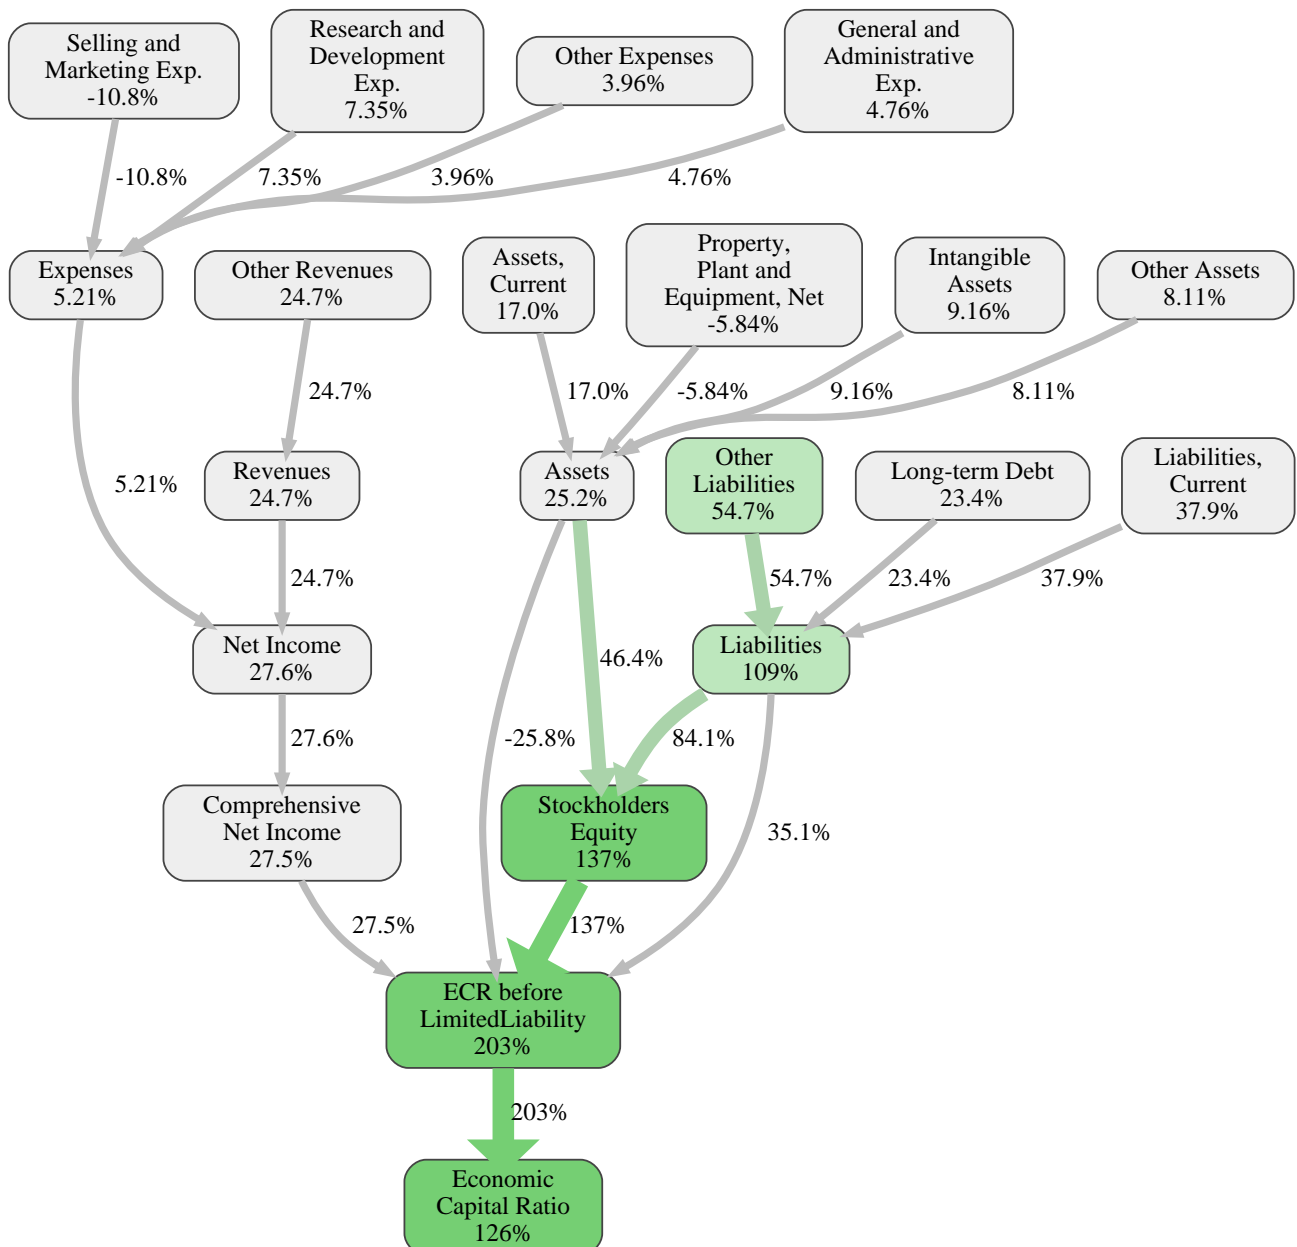 Selling and
Marketing Exp.
-10.8%
Research and
Development
Exp.
7.35%
Other Expenses
3.96%
General and
Administrative
Exp.
4.76%
-10.8%
7.35%
3.96%
4.76%
Expenses
5.21%
Other Revenues
24.7%
Assets,
Current
17.0%
Property,
Plant and
Equipment, Net
-5.84%
Intangible
Assets
9.16%
Other Assets
8.11%
24.7%
17.0%
-5.84%
9.16%
8.11%
5.21%
Revenues
24.7%
Assets
25.2%
Other
Liabilities
54.7%
Long-term Debt
23.4%
Liabilities,
Current
37.9%
24.7%
54.7%
23.4%
37.9%
Net Income
27.6%
46.4%
Liabilities
109%
27.6%
-25.8%
84.1%
Comprehensive
Net Income
27.5%
Stockholders
Equity
137%
35.1%
27.5%
137%
ECR before
LimitedLiability
203%
203%
Economic
Capital Ratio
126%